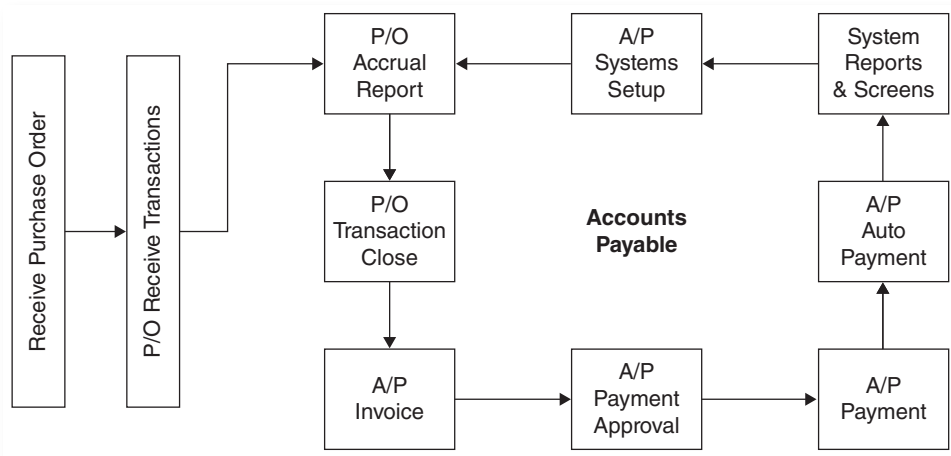 Receive Purchase Order
P/O Receive Transactions
P/O
Accrual
Report
A/P
Systems
Setup
System
Reports
& Screens
P/O
Transaction
Close
Accounts
Payable
A/P
Auto
Payment
A/P
Invoice
A/P
Payment
Approval
A/P
Payment